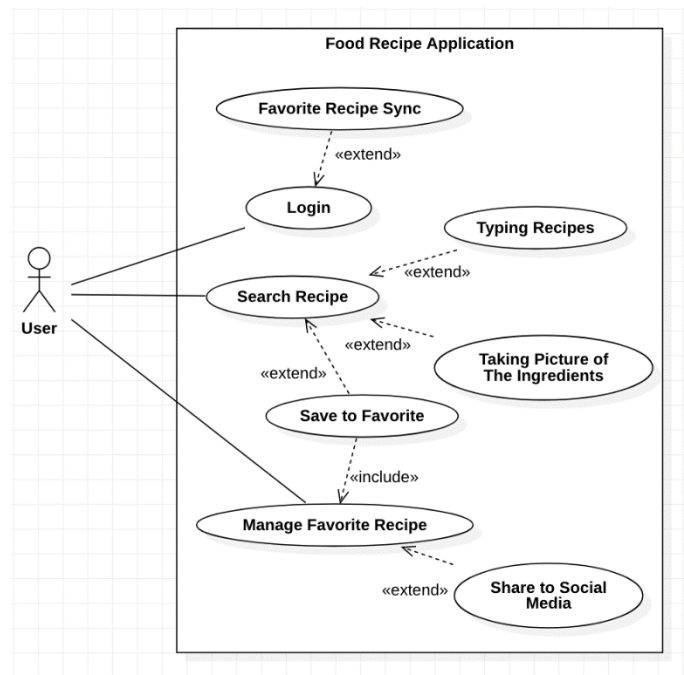 Food Recipe Application
Favorite Recipe Sync
«extend»
Login
Typing Recipes
«extend»
User
Search Recipe
«extend»
Taking Picture of
The Ingredients
«extend»
Save to Favorite
«include»
Manage Favorite Recipe
«extend»
Share to Social
Media